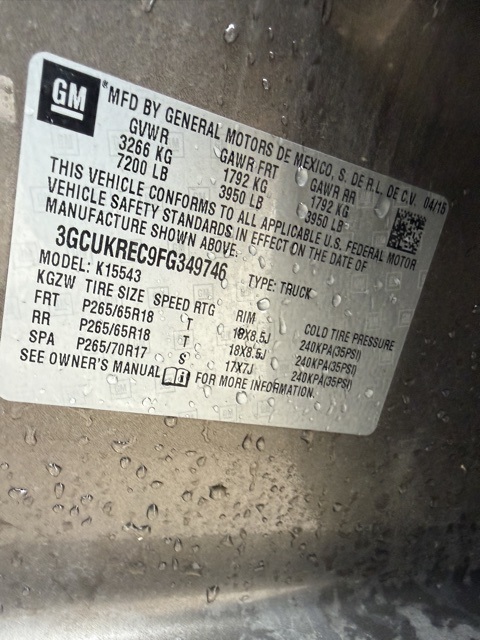 GM
*MFD BY GENERAL MOTORS DE MEXICO, S. DE R.L. DE C.V. 04/15
GVWR GAWR FRT GAWR RR
3266 KG 1792 KG 1792 KG
7200 LB 3950 LB 3950 LB
THIS VEHICLE CONFORMS TO ALL APPLICABLE U.S. FEDERAL MOTOR
VEHICLE SAFETY STANDARDS IN EFFECT ON THE DATE OF
MANUFACTURE SHOWN ABOVE.
3GCUKREC9FG349746 TYPE: TRUCK
MODEL: K15543
KGZW TIRE SIZE SPEED RTG RIM COLD TIRE PRESSURE
FRT P265/65R18 T 18X8.5J 240KPA(35PSI)
RR P265/65R18 T 18X8.5J 240KPA(35PSI)
SPA P265/70R17 S 17X7J 240KPA(35PSI)
SEE OWNER'S MANUAL FOR MORE INFORMATION.